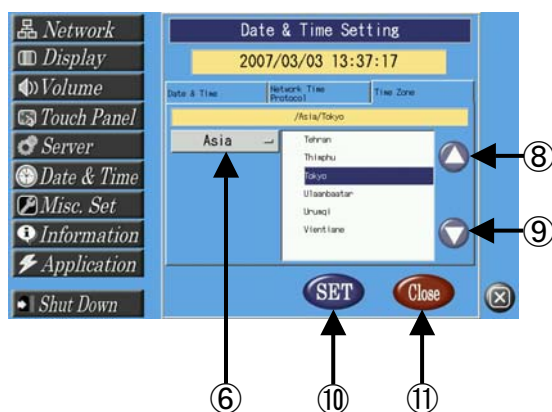 Network
Display
Volume
Touch Panel
Server
Date & Time
Misc. Set
Information
Application
Shut Down
Date & Time Setting
2007/03/03 13:37:17
Date & Time
Network Time
Protocol
Time Zone
/Asia/Tokyo
Asia
Tehran
Thimphu
Tokyo
Ulaanbaatar
Urumqi
Vientiane
⑧
⑨
SET
Close
⑥
⑩
⑪